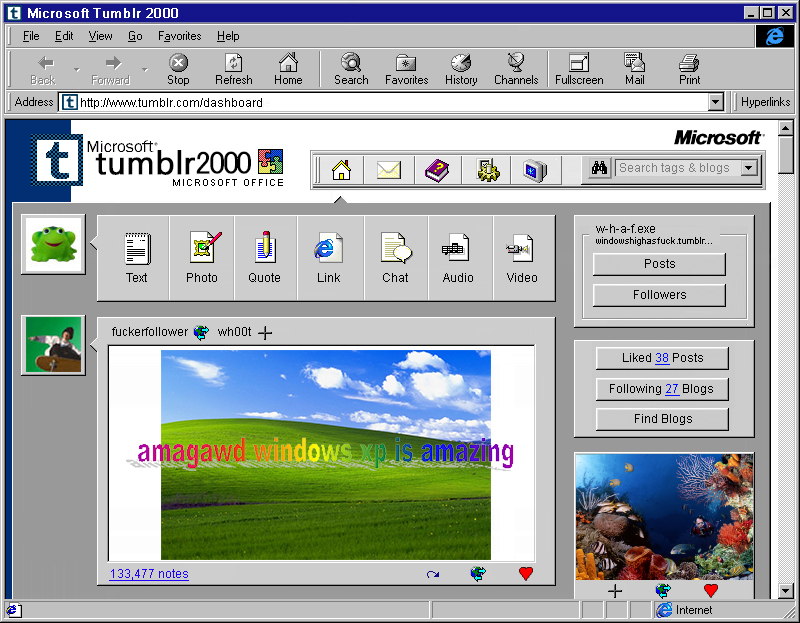 Microsoft Tumblr 2000
File Edit View Go Favorites Help
Back Forward Stop Refresh Home Search Favorites History Channels Fullscreen Mail Print
Address http://www.tumblr.com/dashboard Hyperlinks
Microsoft
Microsoft®
tumblr2000
MICROSOFT OFFICE
Search tags & blogs
Text Photo Quote Link Chat Audio Video
w-h-a-f.exe
windowshighasfuck.tumblr...
Posts
Followers
fuckerfollower wh00t
amagawd windows xp is amazing
133,477 notes
Liked 38 Posts
Following 27 Blogs
Find Blogs
Internet